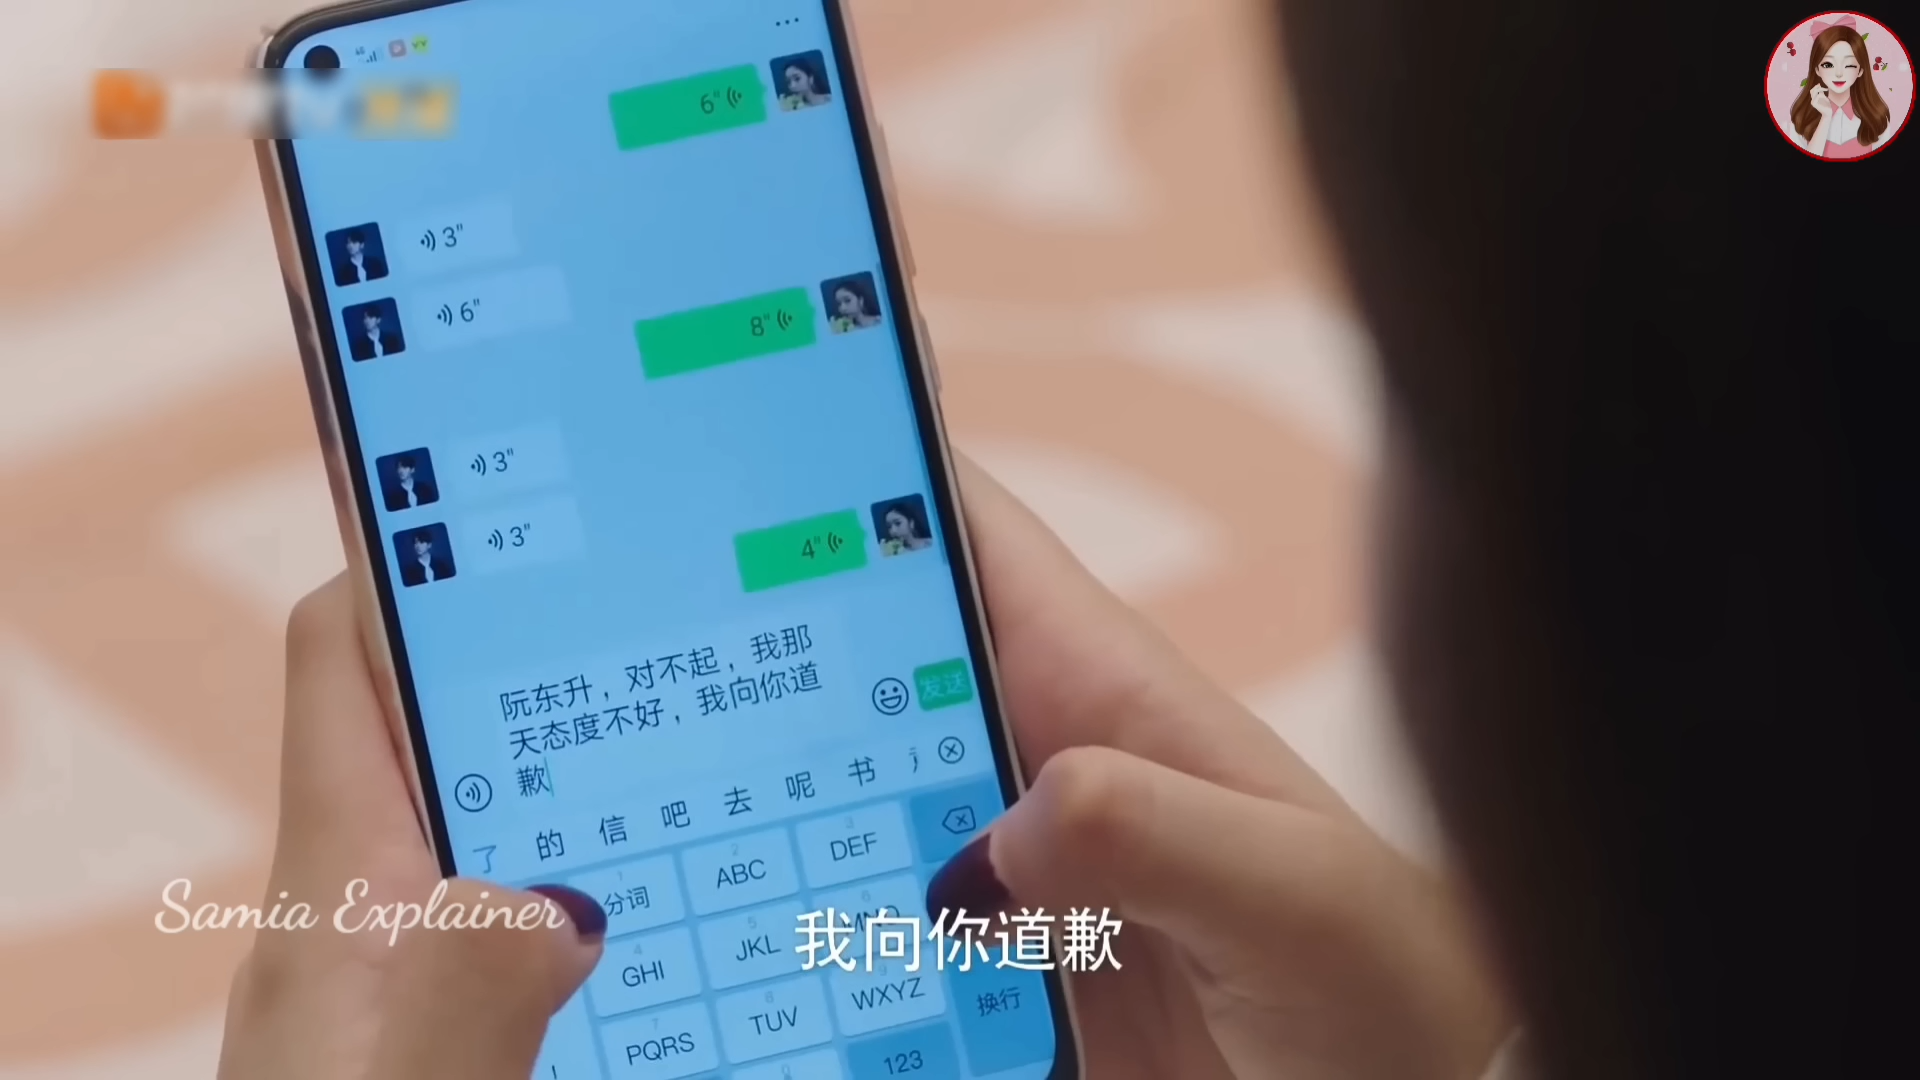 6"
3"
6"
8"
3"
3"
4"
阮东升，对不起，我那
天态度不好，我向你道
歉
发送
了 的 信 吧 去 呢 书
分词
ABC
DEF
GHI
JKL
MNO
PQRS
TUV
WXYZ
换行
123
Samia Explainer
我向你道歉